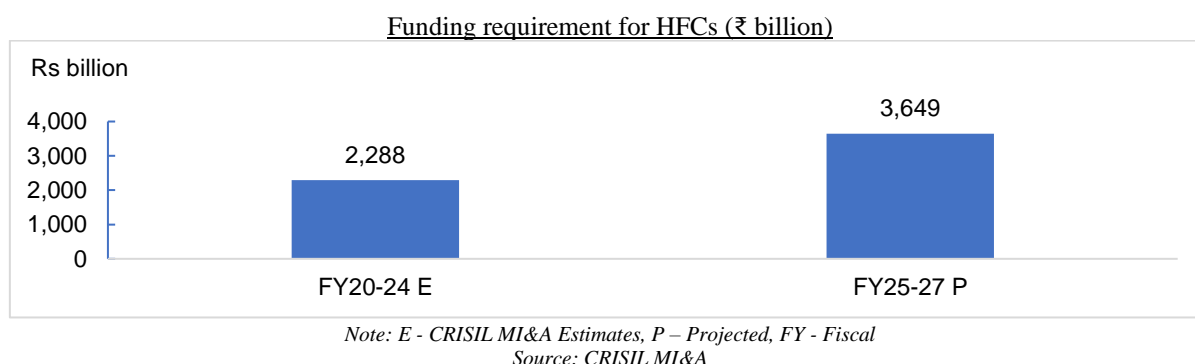 Funding requirement for HFCs (₹ billion)
Rs billion
4,000
3,000
2,000
1,000
0
2,288
3,649
FY20-24 E
FY25-27 P
Note: E - CRISIL MI&A Estimates, P – Projected, FY - Fiscal
Source: CRISIL MI&A